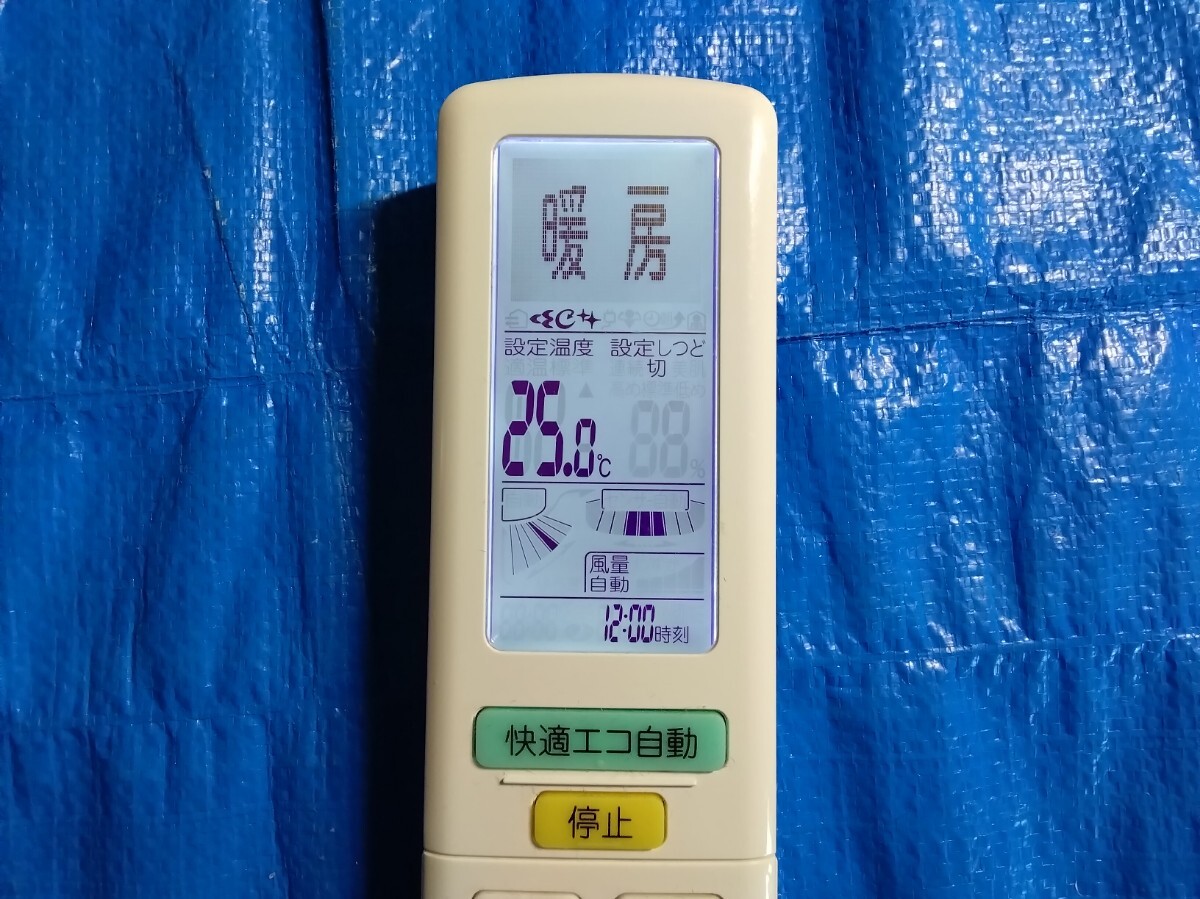 暖房
設定温度 設定しつど
切
25.0℃
風量
自動
12:00時刻
快適エコ自動
停止